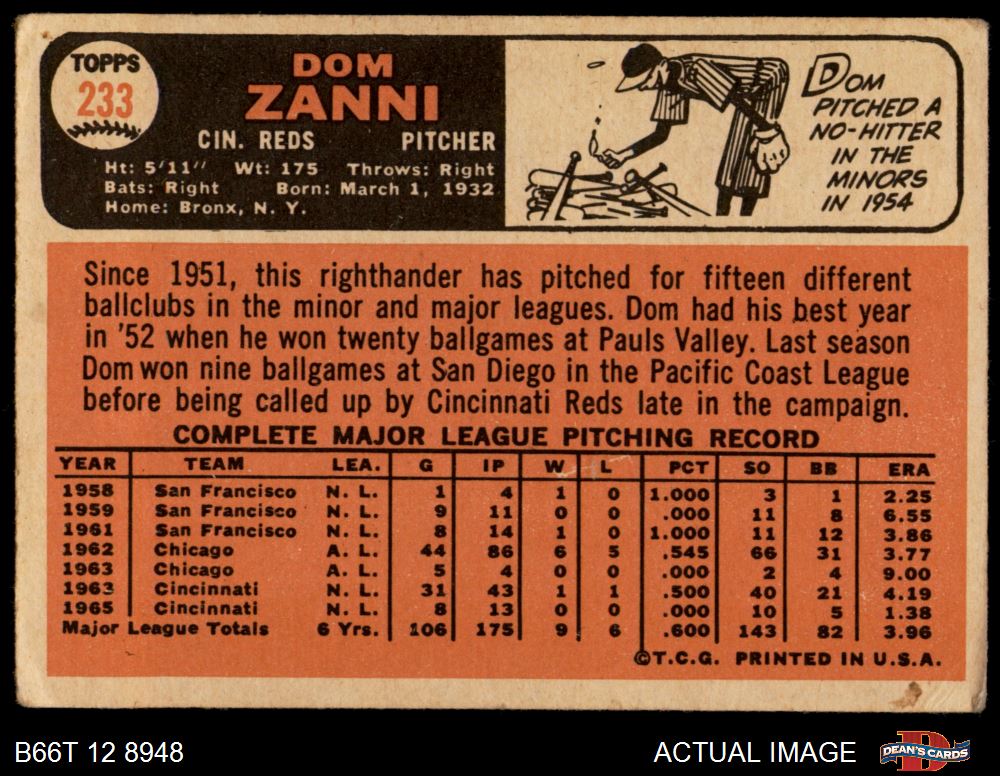 TOPPS
233
DOM
ZANNI
CIN. REDS PITCHER
Ht: 5'11" Wt: 175 Throws: Right
Bats: Right Born: March 1, 1932
Home: Bronx, N. Y.
DOM
PITCHED A
NO-HITTER
IN THE
MINORS
IN 1954
Since 1951, this righthander has pitched for fifteen different
ballclubs in the minor and major leagues. Dom had his best year
in '52 when he won twenty ballgames at Pauls Valley. Last season
Dom won nine ballgames at San Diego in the Pacific Coast League
before being called up by Cincinnati Reds late in the campaign.
COMPLETE MAJOR LEAGUE PITCHING RECORD
YEAR TEAM LEA. G IP W L PCT SO BB ERA
1958 San Francisco N. L. 1 4 1 0 1.000 3 1 2.25
1959 San Francisco N. L. 9 11 0 0 .000 11 8 6.55
1961 San Francisco N. L. 8 14 1 0 1.000 11 12 3.86
1962 Chicago A. L. 44 86 6 5 .545 66 31 3.77
1963 Chicago A. L. 5 4 0 0 .000 2 4 9.00
1963 Cincinnati N. L. 31 43 1 1 .500 40 21 4.19
1965 Cincinnati N. L. 8 13 0 0 .000 10 5 1.38
Major League Totals 6 Yrs. 106 175 9 6 .600 143 82 3.96
©T.C.G. PRINTED IN U.S.A.
B66T 12 8948
ACTUAL IMAGE
DEAN'S CARDS